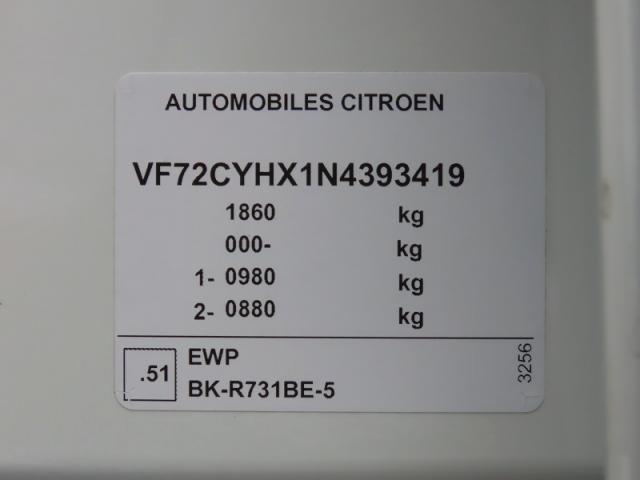 AUTOMOBILES CITROEN
VF72CYHX1N4393419
1860 kg
000- kg
1- 0980 kg
2- 0880 kg
.51
EWP
BK-R731BE-5
3256